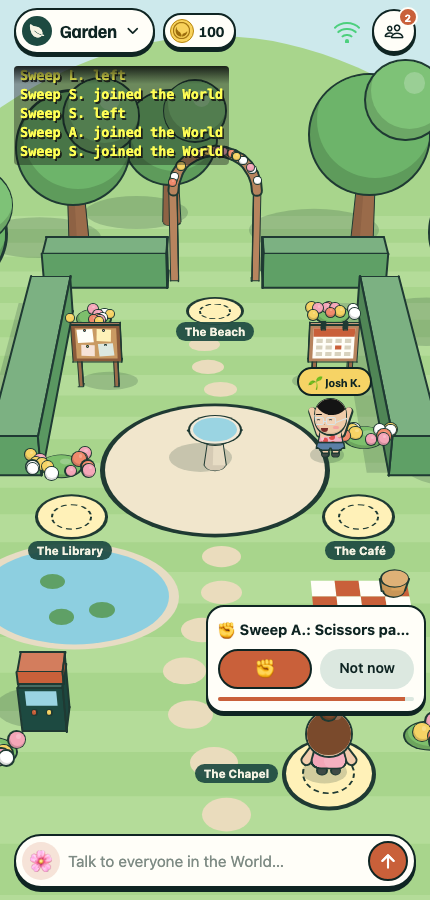 Garden
100
2
Sweep L. left
Sweep S. joined the World
Sweep S. left
Sweep A. joined the World
Sweep S. joined the World
The Beach
Josh K.
The Library
The Café
Sweep A.: Scissors pa...
Not now
The Chapel
Talk to everyone in the World...